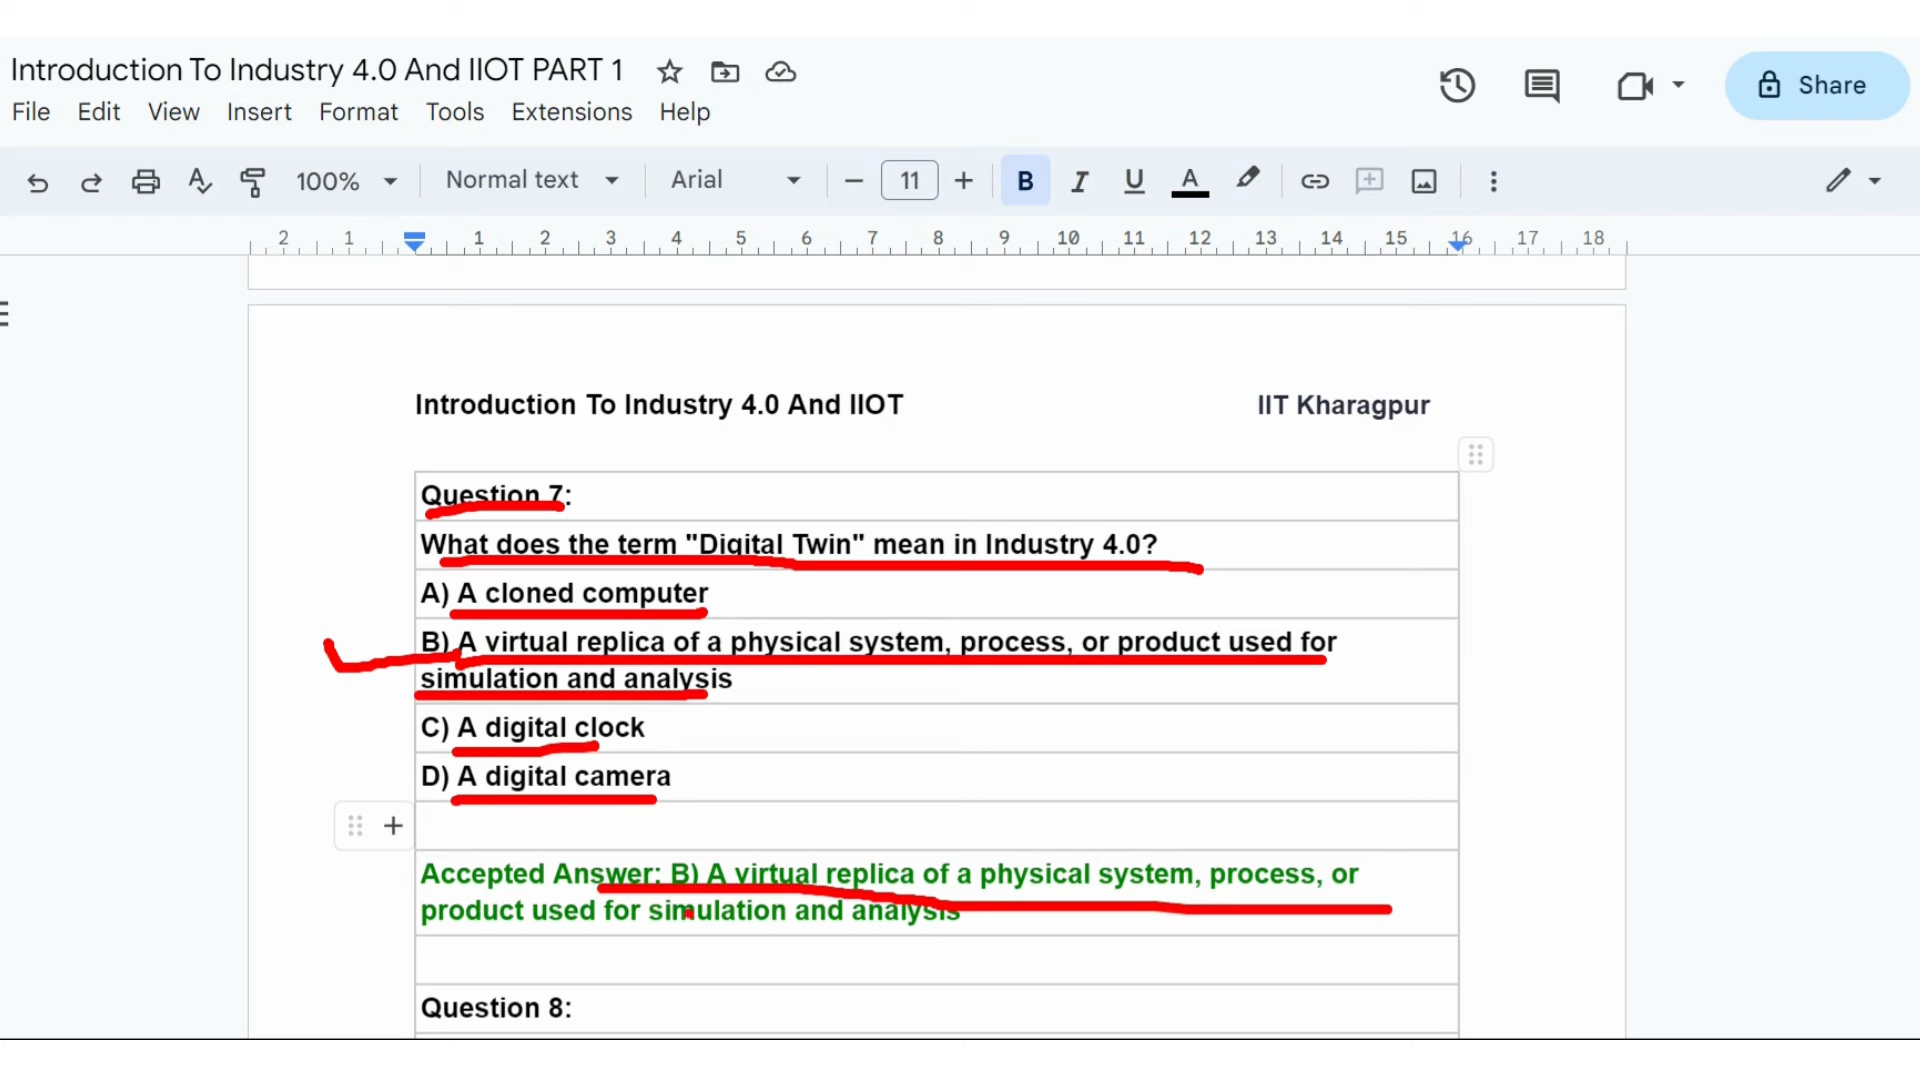 Introduction To Industry 4.0 And IIOT PART 1
File Edit View Insert Format Tools Extensions Help
Share
100% Normal text Arial 11 B I U A
2 1 1 2 3 4 5 6 7 8 9 10 11 12 13 14 15 16 17 18
Introduction To Industry 4.0 And IIOT IIT Kharagpur
Question 7:
What does the term "Digital Twin" mean in Industry 4.0?
A) A cloned computer
B) A virtual replica of a physical system, process, or product used for
simulation and analysis
C) A digital clock
D) A digital camera
Accepted Answer: B) A virtual replica of a physical system, process, or
product used for simulation and analysis
Question 8: